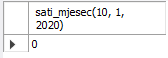 sati_mjesec(10, 1,
2020)
0